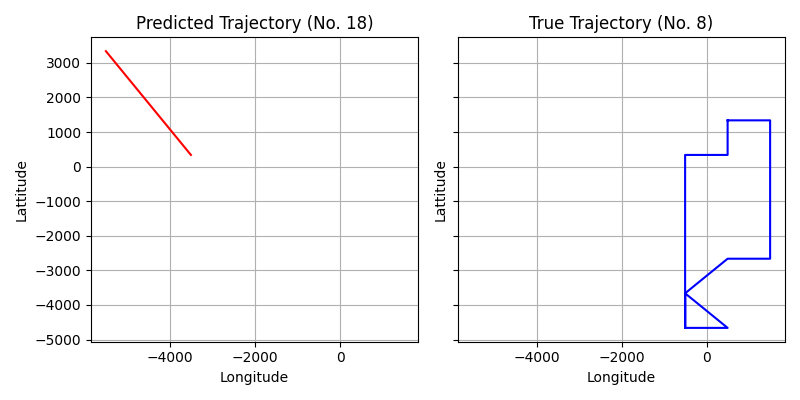 Predicted Trajectory (No. 18)
True Trajectory (No. 8)
Lattitude
3000
2000
1000
0
−1000
−2000
−3000
−4000
−5000
−4000
−2000
0
Longitude
Lattitude
−4000
−2000
0
Longitude